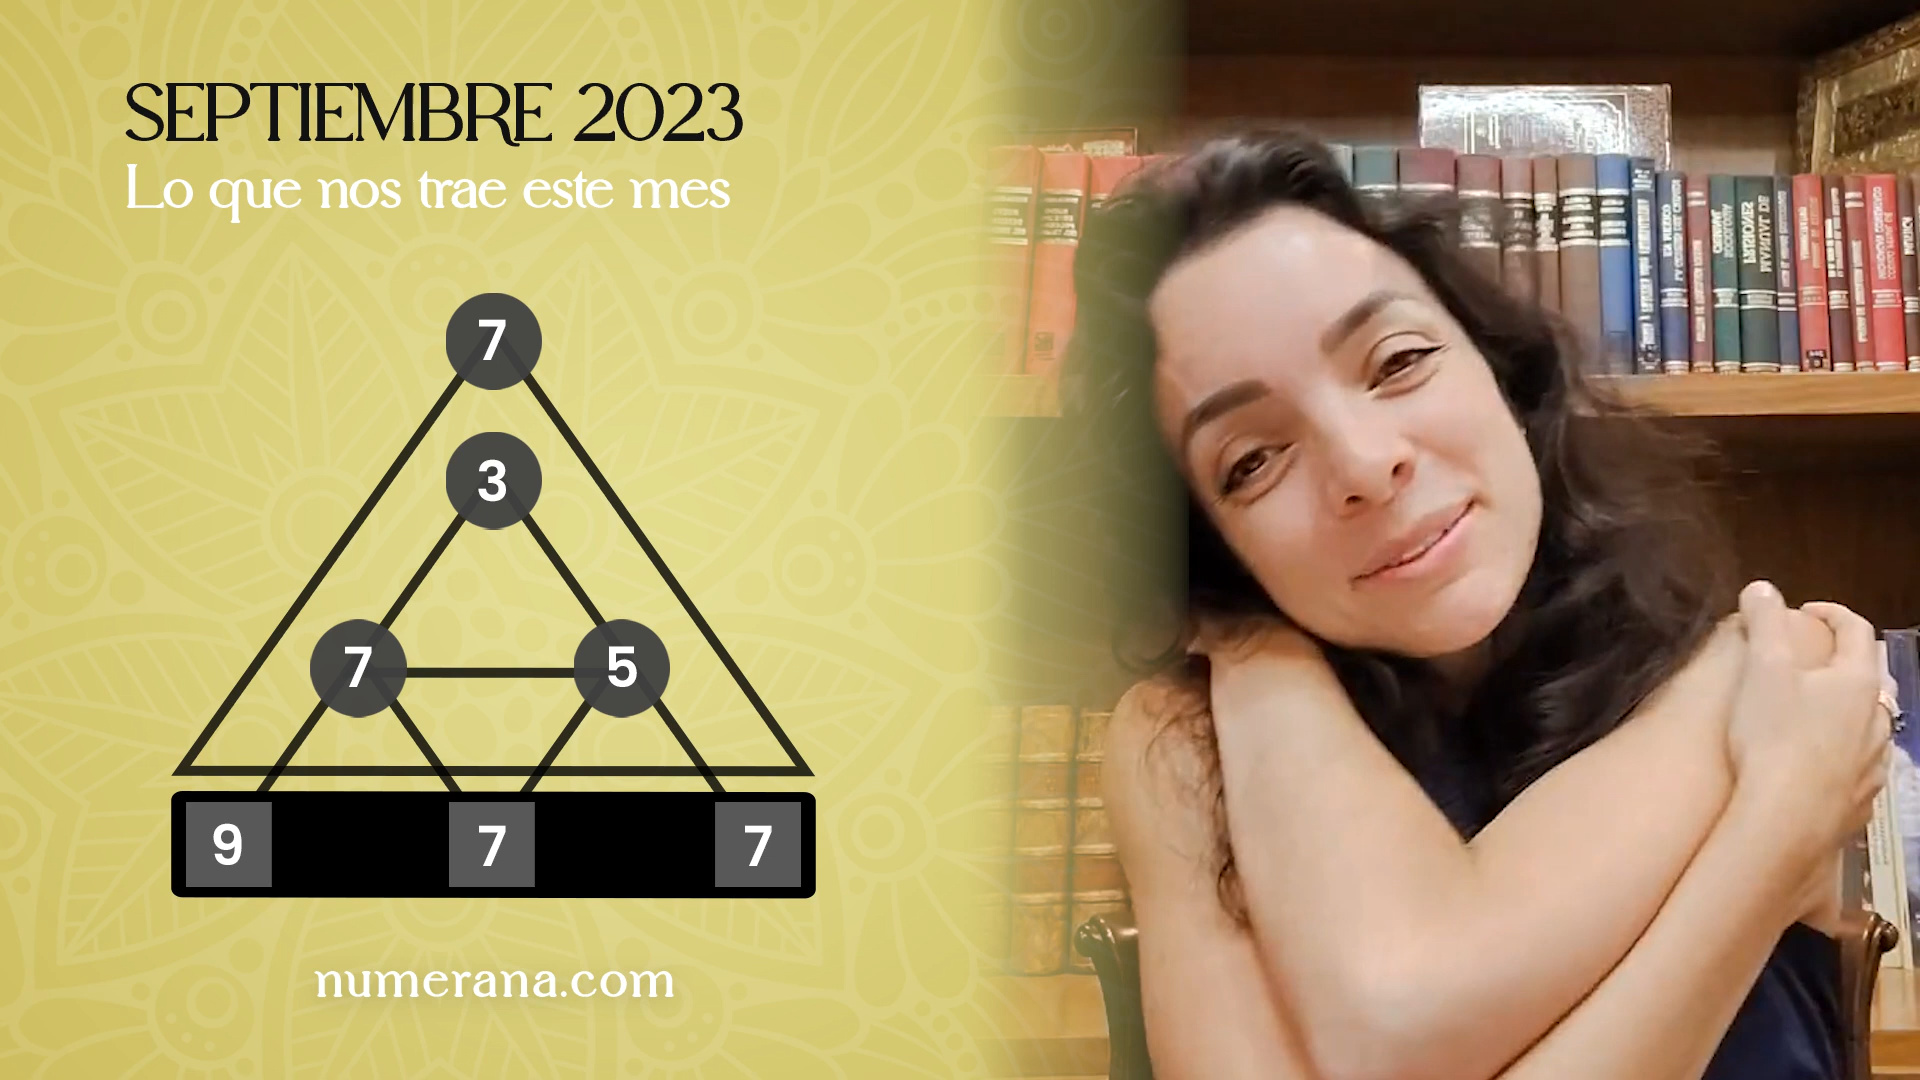 SEPTIEMBRE 2023
Lo que nos trae este mes
7
3
7 5
9 7 7
numerana.com